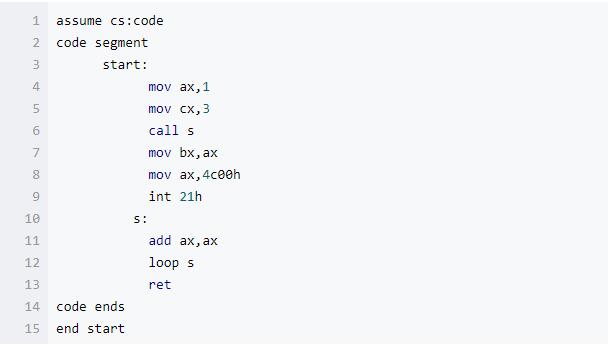 1 assume cs:code
2 code segment
3 start:
4 mov ax,1
5 mov cx,3
6 call s
7 mov bx,ax
8 mov ax,4c00h
9 int 21h
10 s:
11 add ax,ax
12 loop s
13 ret
14 code ends
15 end start